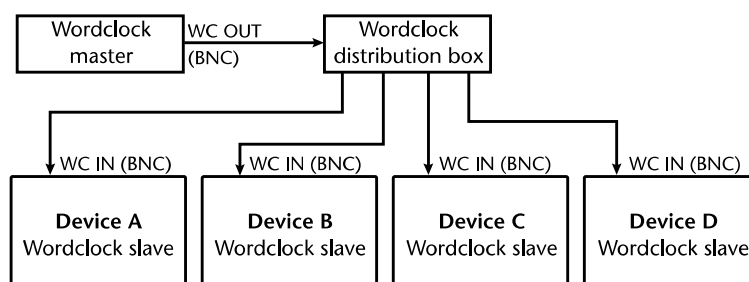 Wordclock
master
WC OUT
(BNC)
Wordclock
distribution box
WC IN (BNC)
WC IN (BNC)
WC IN (BNC)
WC IN (BNC)
Device A
Wordclock slave
Device B
Wordclock slave
Device C
Wordclock slave
Device D
Wordclock slave